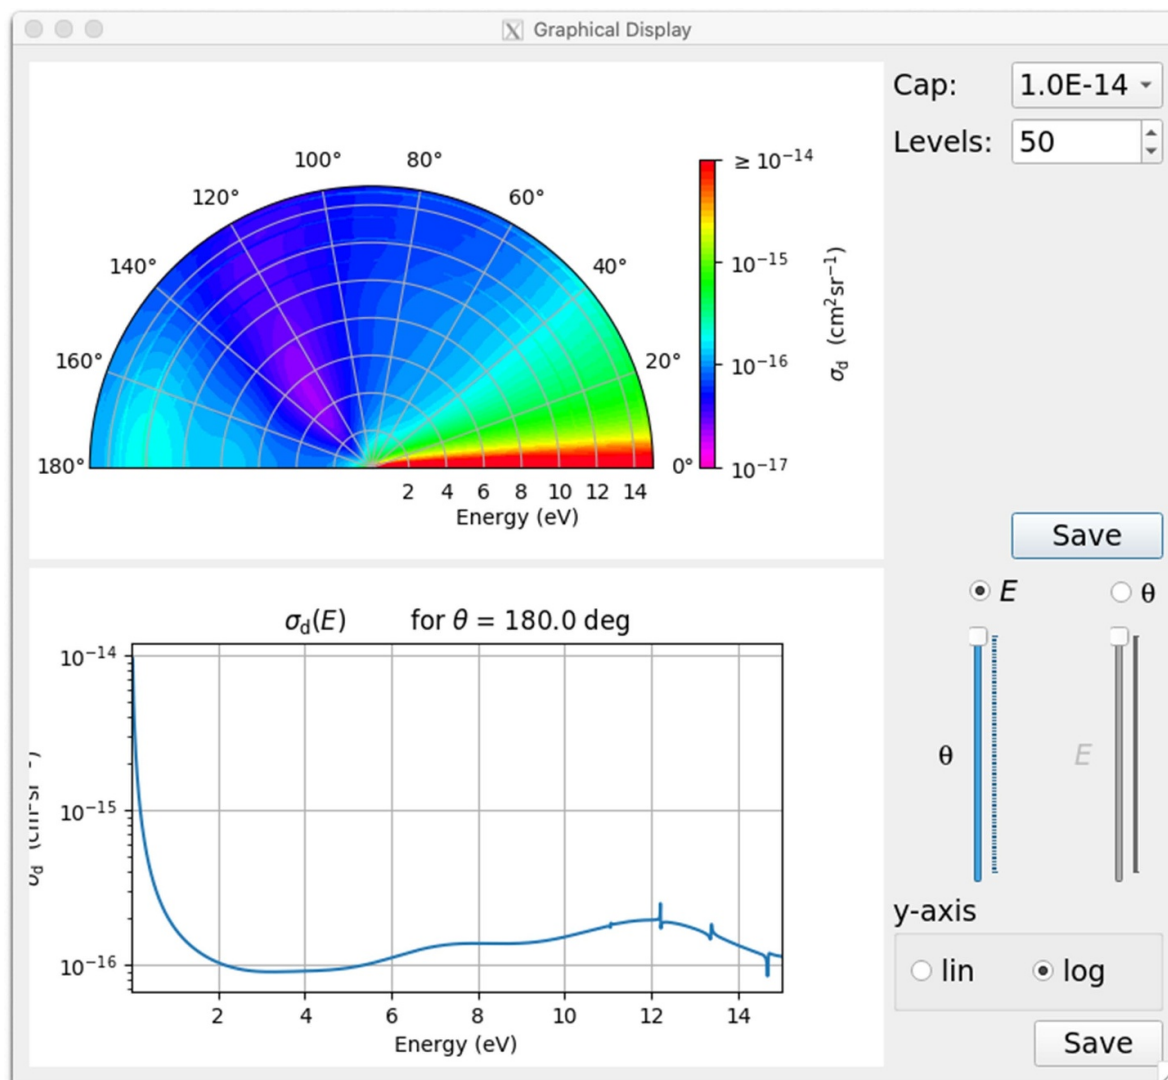 Graphical Display
Cap: 1.0E-14
Levels: 50
100° 80°
120° 60°
140° 40°
160° 20°
180° 0°
2 4 6 8 10 12 14
Energy (eV)
≥ 10⁻¹⁴
10⁻¹⁵
10⁻¹⁶
10⁻¹⁷
σd (cm²sr⁻¹)
Save
E θ
θ E
σd(E) for θ = 180.0 deg
10⁻¹⁴
10⁻¹⁵
10⁻¹⁶
2 4 6 8 10 12 14
Energy (eV)
y-axis
lin log
Save